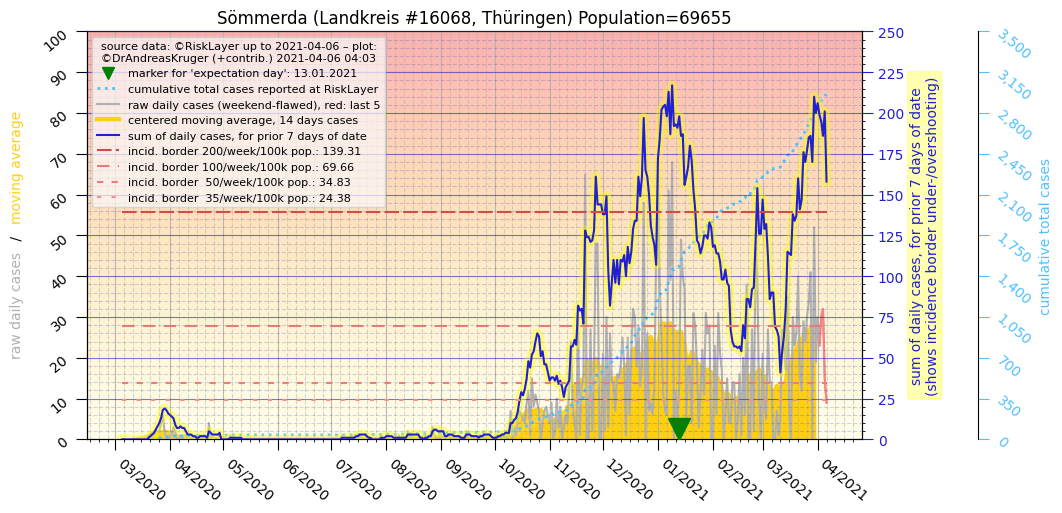 Sömmerda (Landkreis #16068, Thüringen) Population=69655
source data: ©RiskLayer up to 2021-04-06 – plot:
©DrAndreasKruger (+contrib.) 2021-04-06 04:03
marker for 'expectation day': 13.01.2021
cumulative total cases reported at RiskLayer
raw daily cases (weekend-flawed), red: last 5
centered moving average, 14 days cases
sum of daily cases, for prior 7 days of date
incid. border 200/week/100k pop.: 139.31
incid. border 100/week/100k pop.: 69.66
incid. border  50/week/100k pop.: 34.83
incid. border  35/week/100k pop.: 24.38
raw daily cases / moving average
100
90
80
70
60
50
40
30
20
10
0
03/2020
04/2020
05/2020
06/2020
07/2020
08/2020
09/2020
10/2020
11/2020
12/2020
01/2021
02/2021
03/2021
04/2021
250
225
200
175
150
125
100
75
50
25
0
sum of daily cases, for prior 7 days of date
(shows incidence border under-/overshooting)
3,500
3,150
2,800
2,450
2,100
1,750
1,400
1,050
700
350
0
cumulative total cases